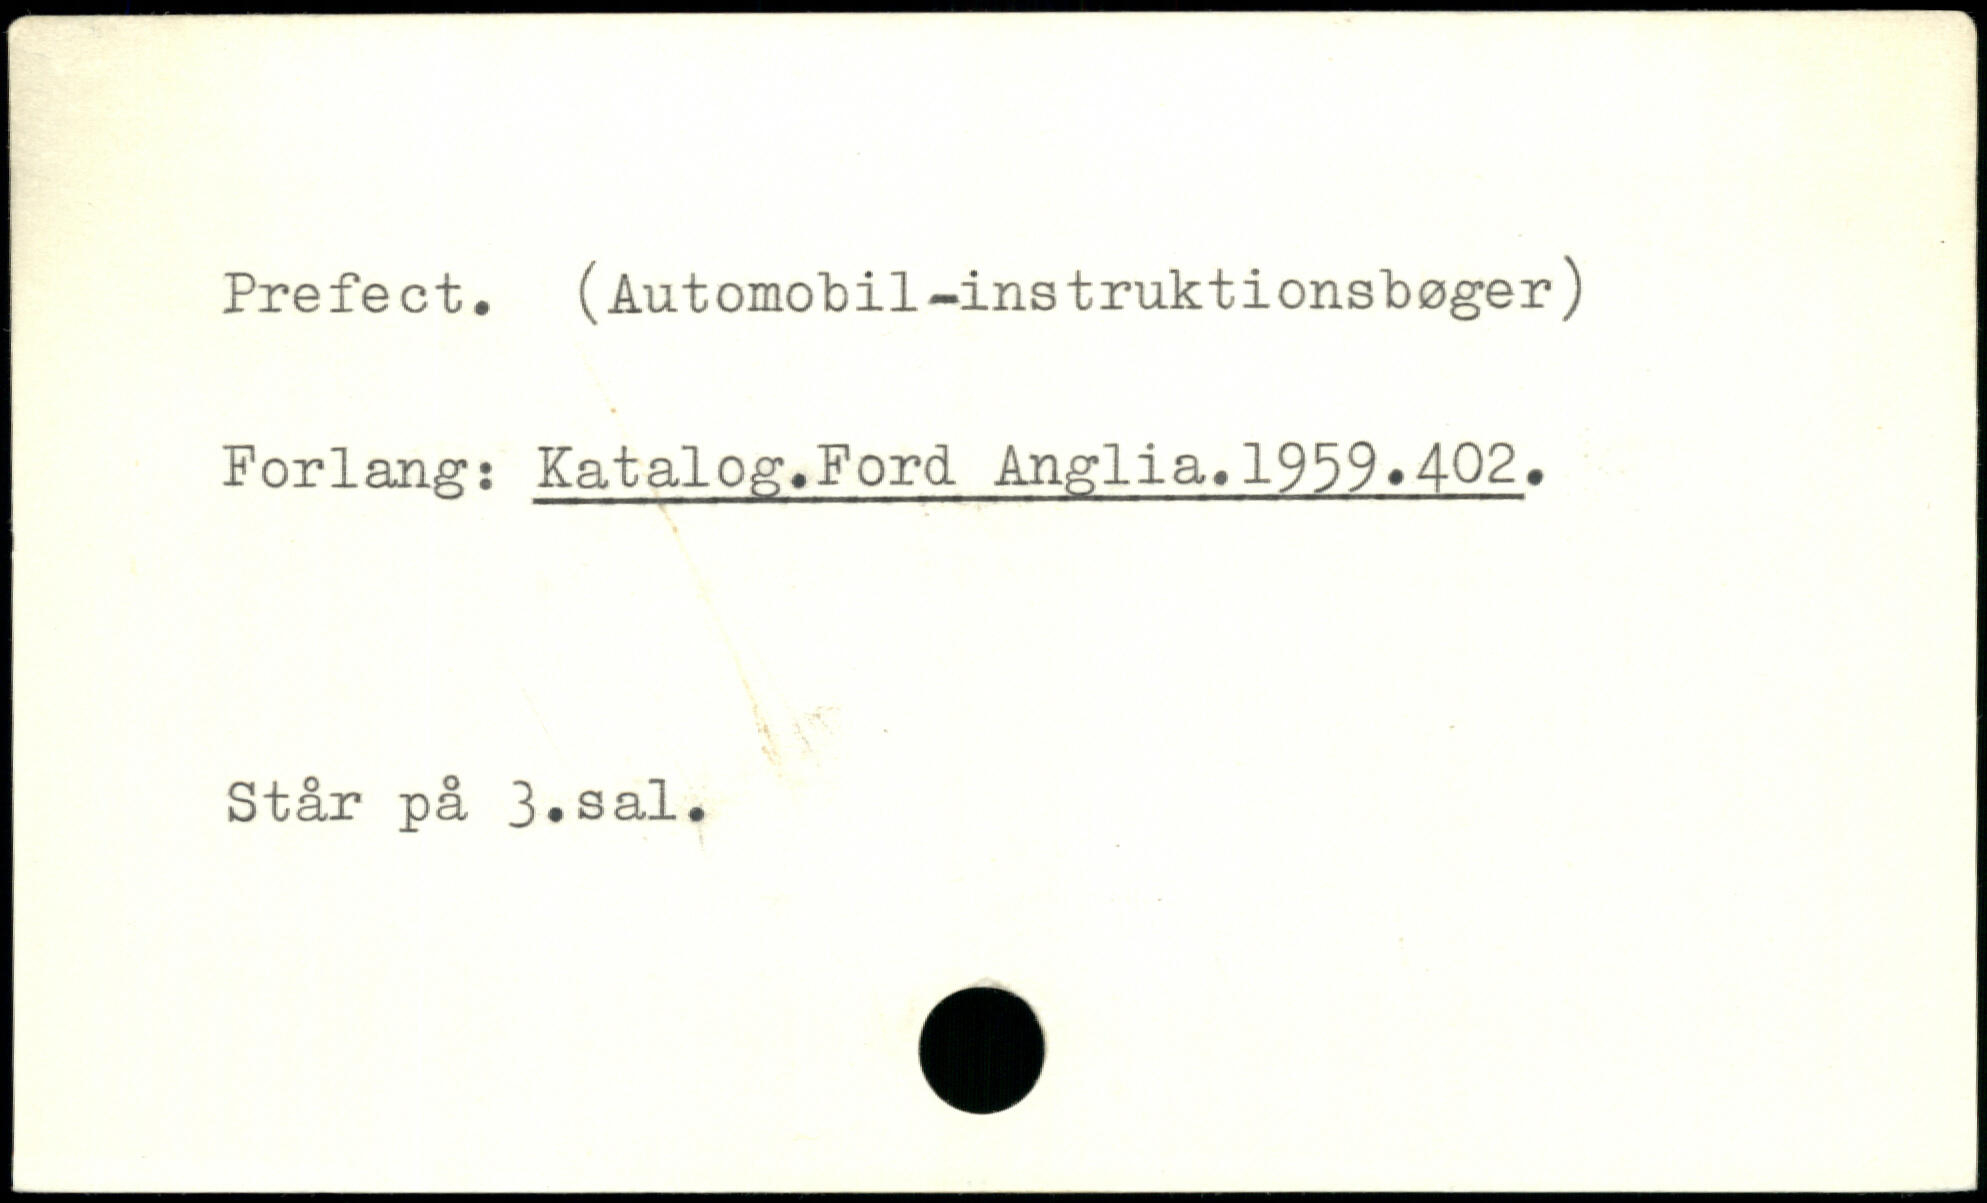 Prefect. (Automobil-instruktionsbøger)
Forlang: Katalog.Ford Anglia.1959.402.
Står på 3.sal.